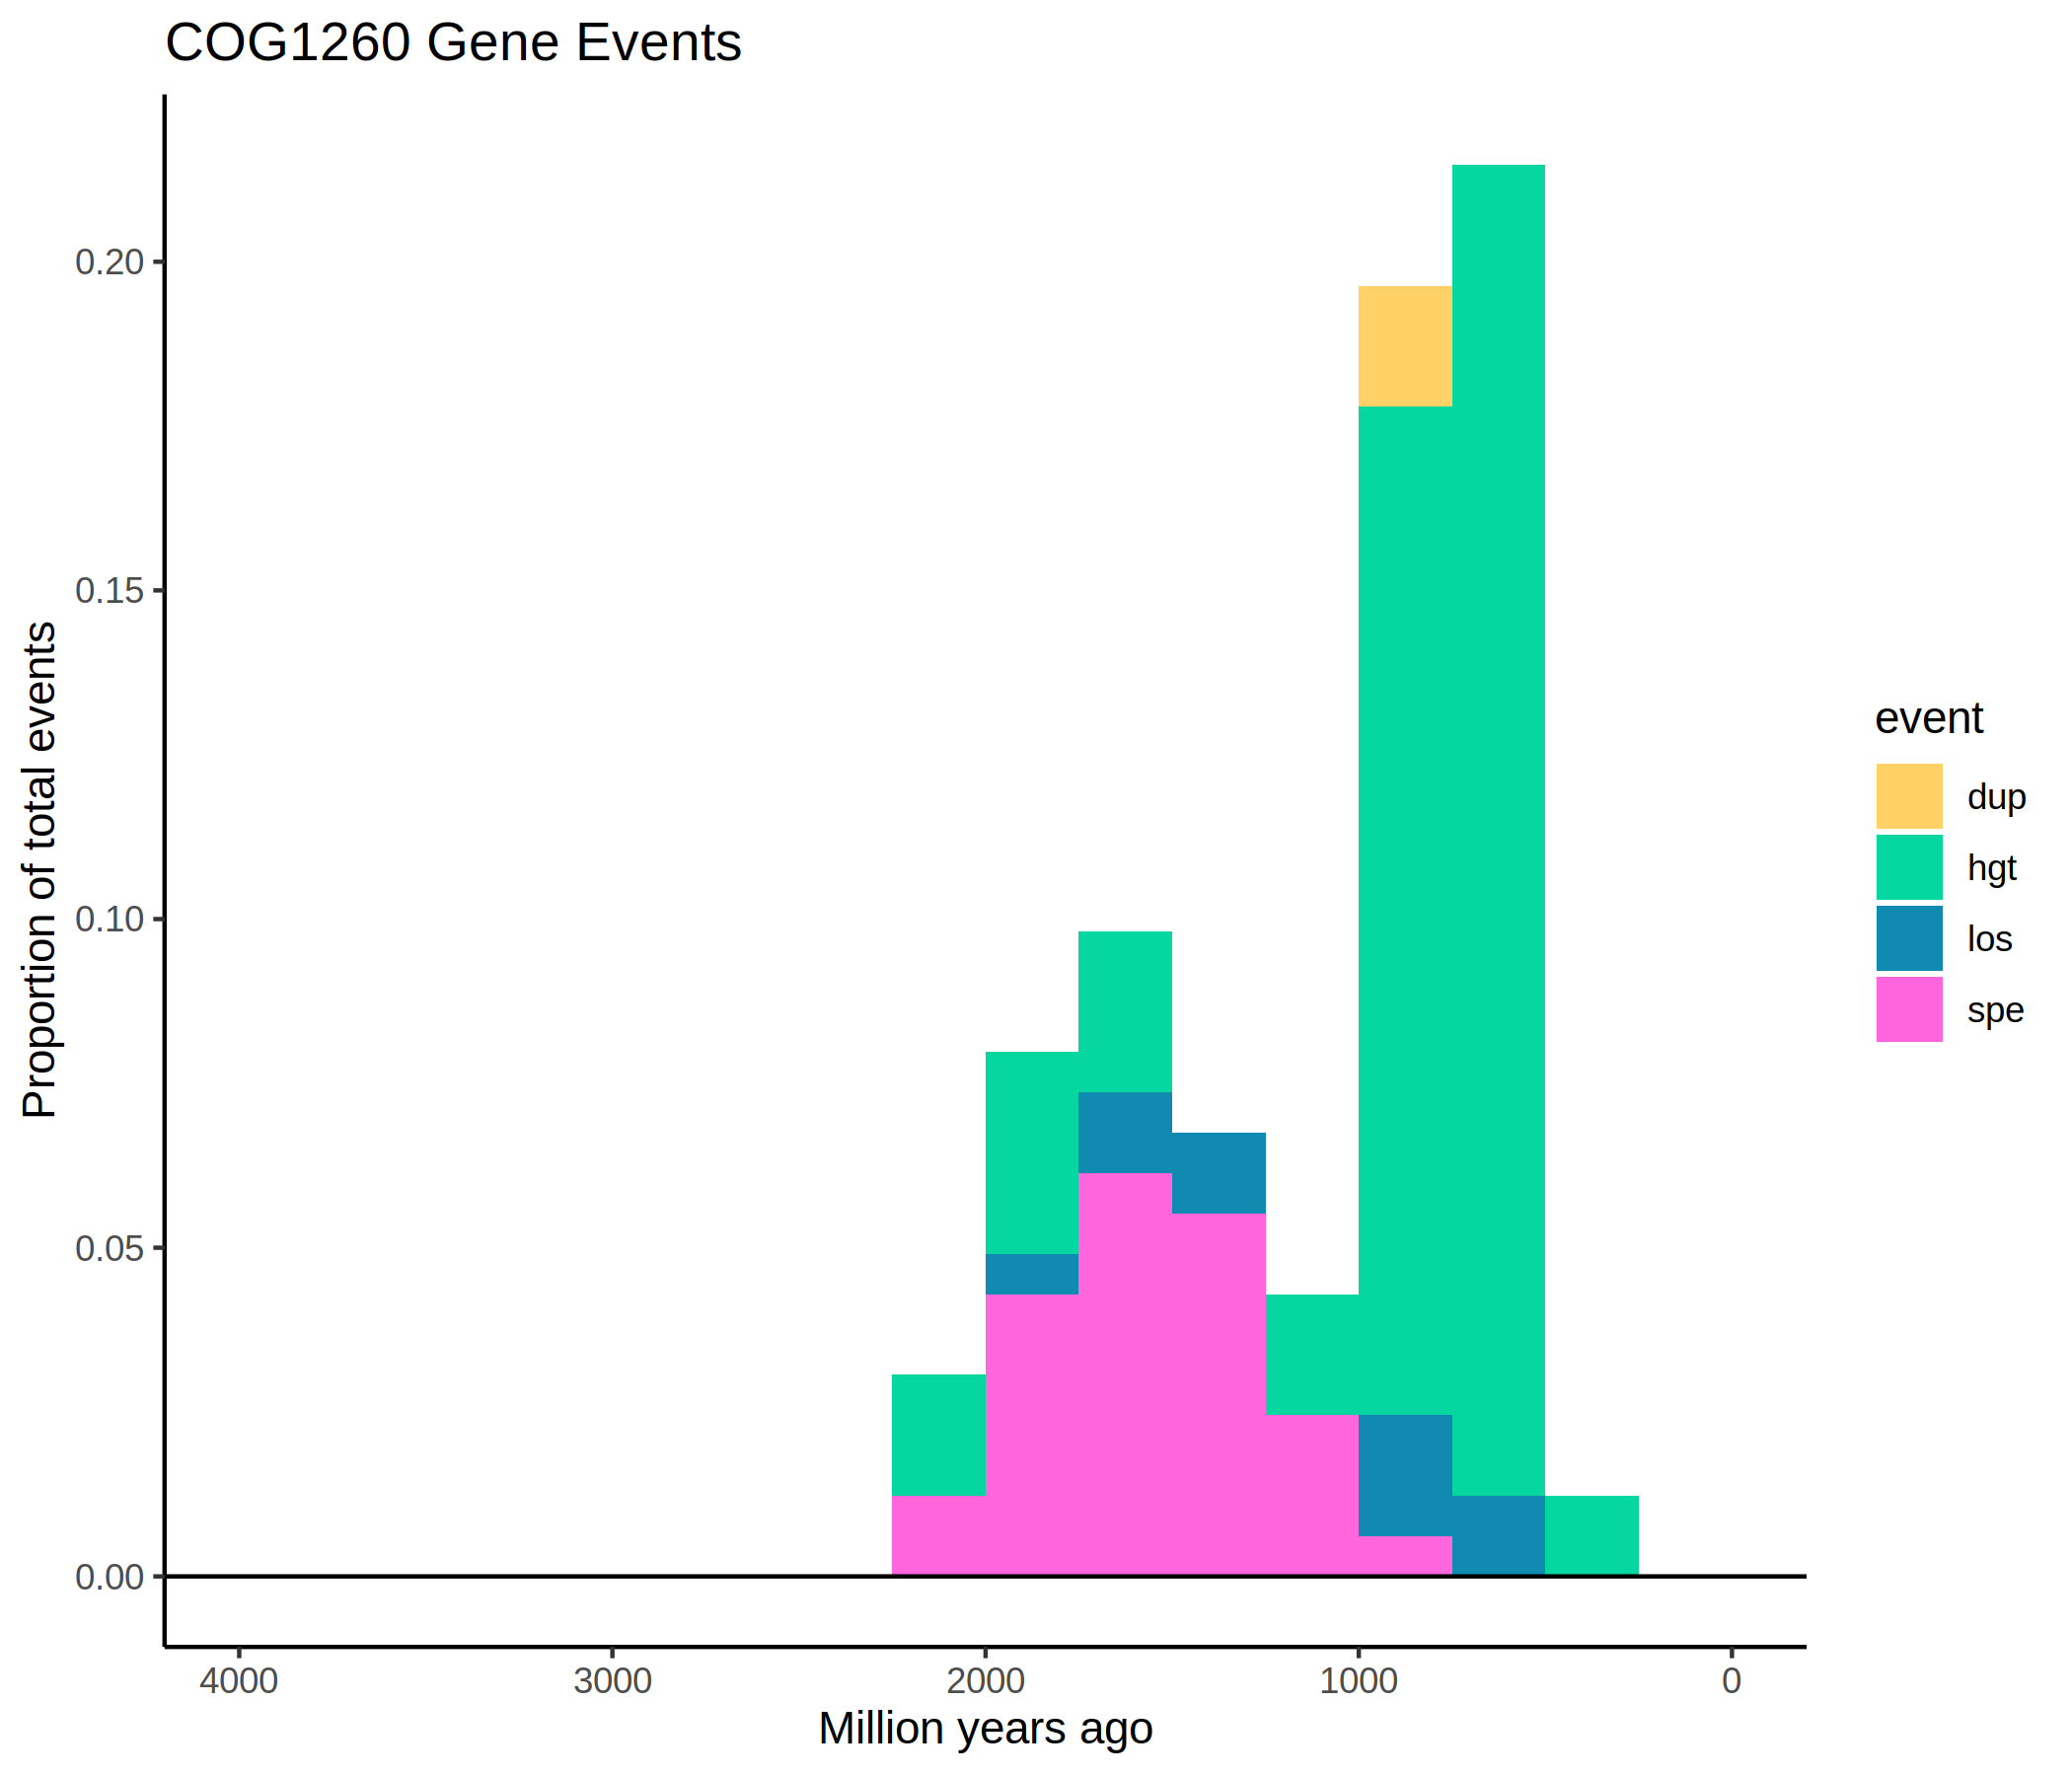 COG1260 Gene Events
Proportion of total events
0.20
0.15
0.10
0.05
0.00
4000
3000
2000
1000
0
Million years ago
event
dup
hgt
los
spe